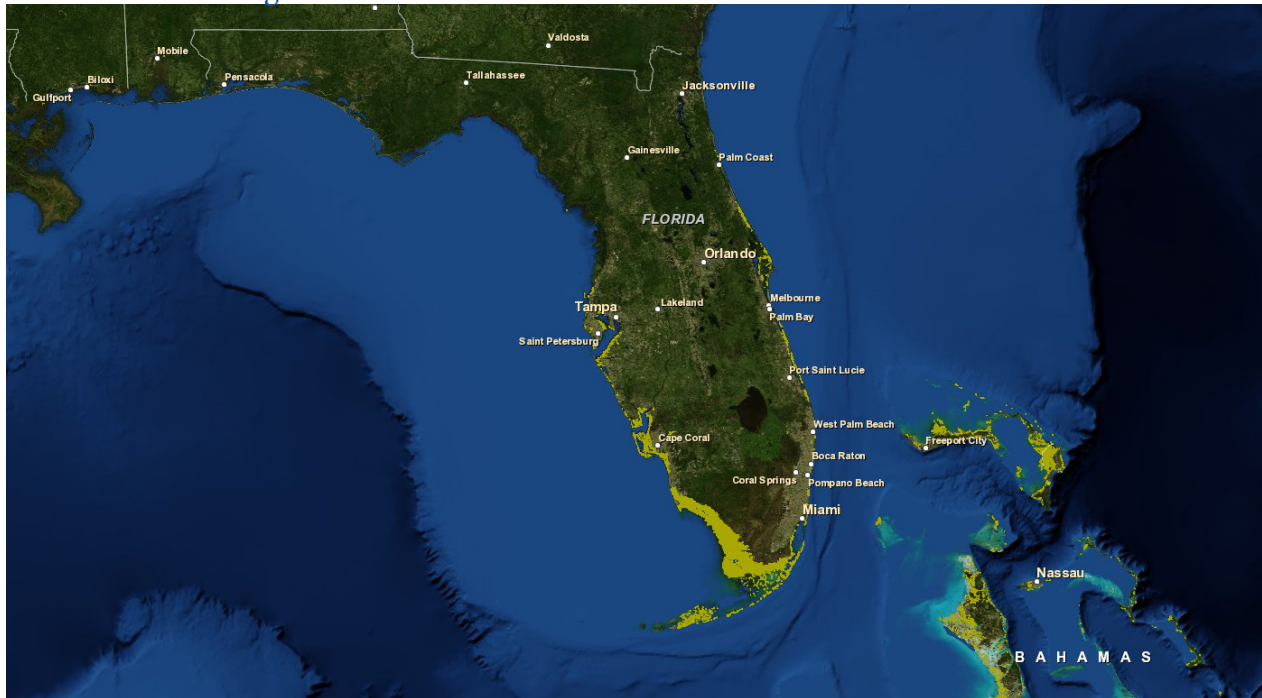 Valdosta
Mobile
Tallahassee
Pensacola
Biloxi
Jacksonville
Gulfport
Gainesville
Palm Coast
FLORIDA
Orlando
Melbourne
Lakeland
Tampa
Palm Bay
Saint Petersburg
Port Saint Lucie
West Palm Beach
Cape Coral
Freeport City
Boca Raton
Coral Springs
Pompano Beach
Miami
Nassau
BAHAMAS